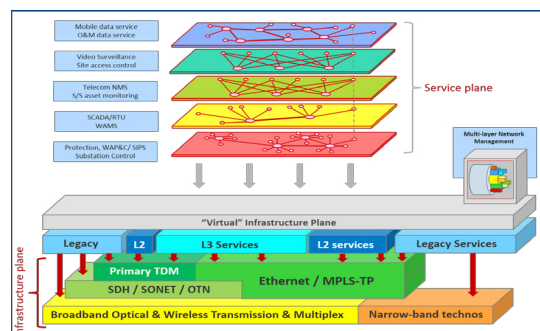 Mobile data service
O&M data service
Video Surveillance
Site access control
Service plane
Telecom NMS
S/S asset monitoring
SCADA/RTU
WAMS
Multi-layer Network
Management
Protection, WAP&C/ SIPS
Substation Control
“Virtual” Infrastructure Plane
Legacy
L2
L3 Services
L2 services
Legacy Services
Primary TDM
Ethernet / MPLS-TP
SDH / SONET / OTN
Broadband Optical & Wireless Transmission & Multiplex
Narrow-band technos
nfrastructure plane